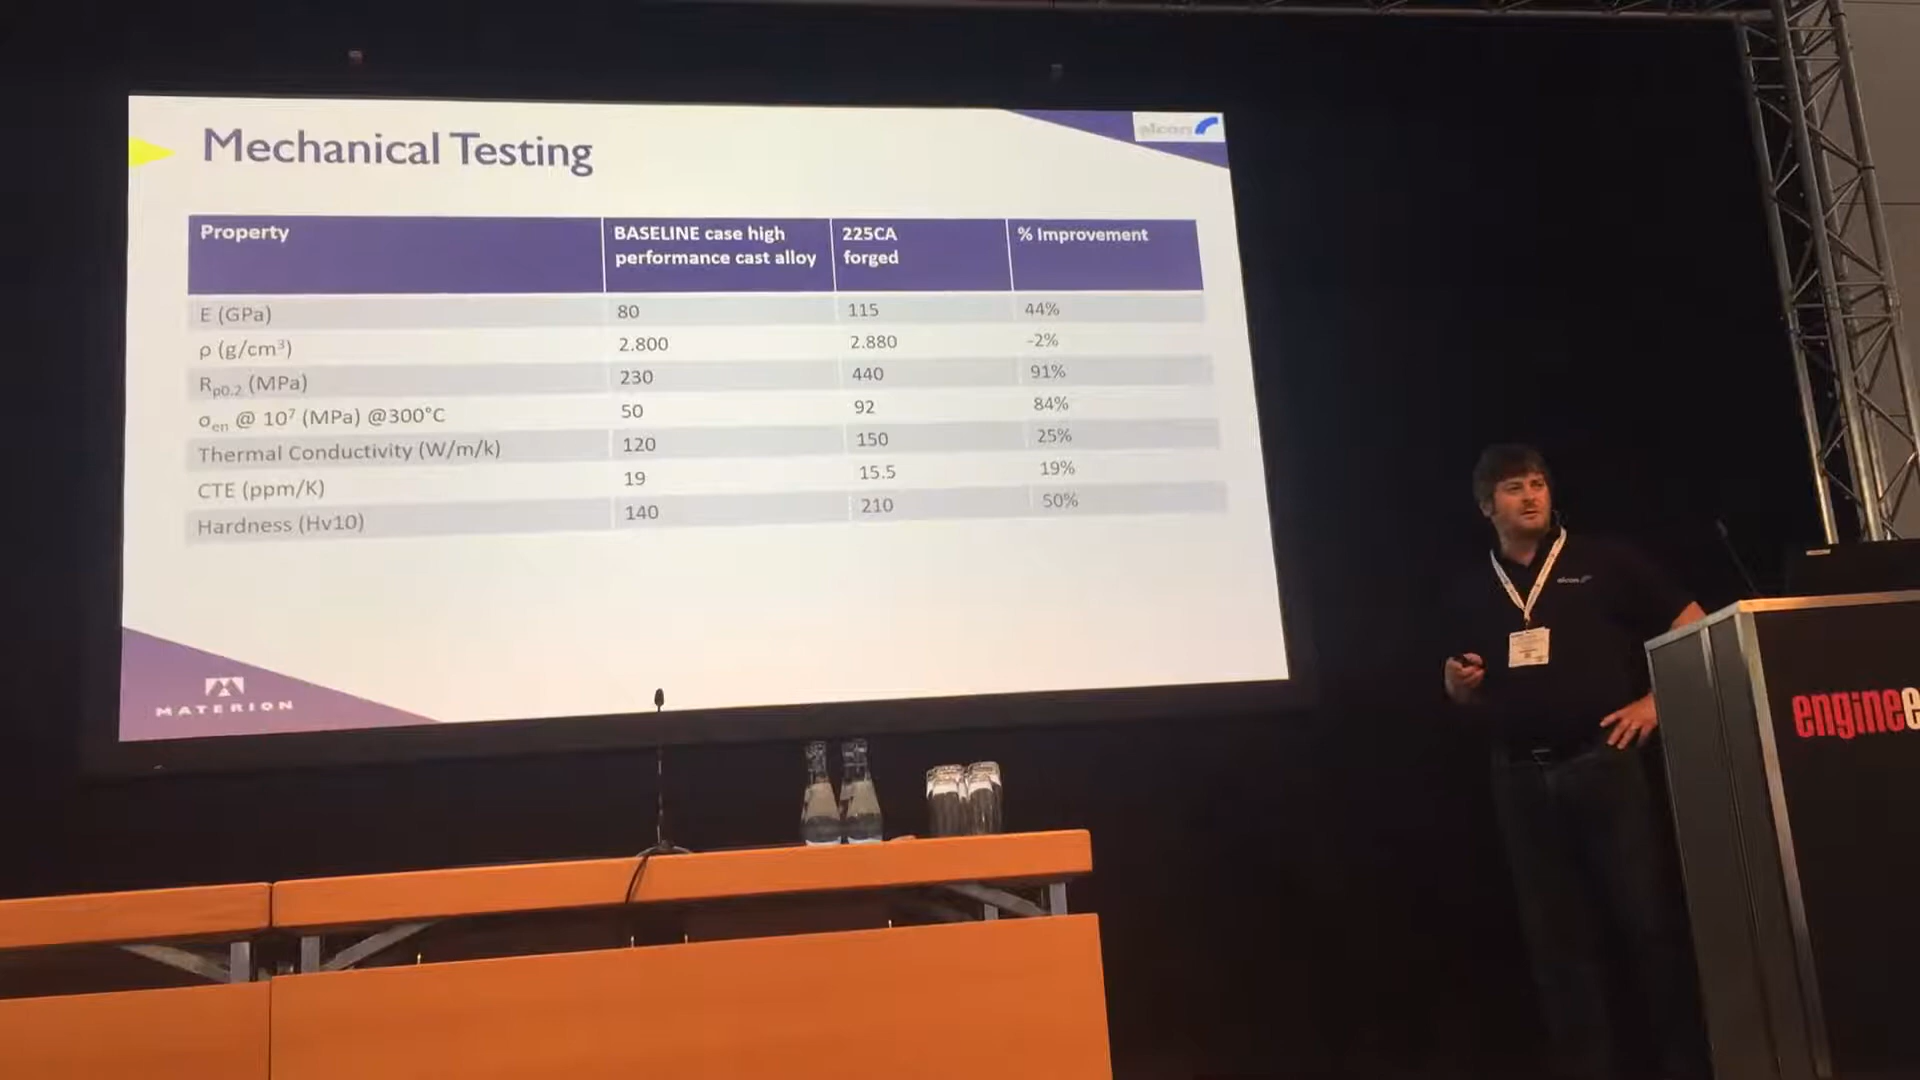 Mechanical Testing
alcon
Property BASELINE case high performance cast alloy 225CA forged % Improvement
E (GPa) 80 115 44%
ρ (g/cm³) 2.800 2.880 -2%
Rp0.2 (MPa) 230 440 91%
σen @ 10⁷ (MPa) @300°C 50 92 84%
Thermal Conductivity (W/m/k) 120 150 25%
CTE (ppm/K) 19 15.5 19%
Hardness (Hv10) 140 210 50%
MATERION
alcon
enginee